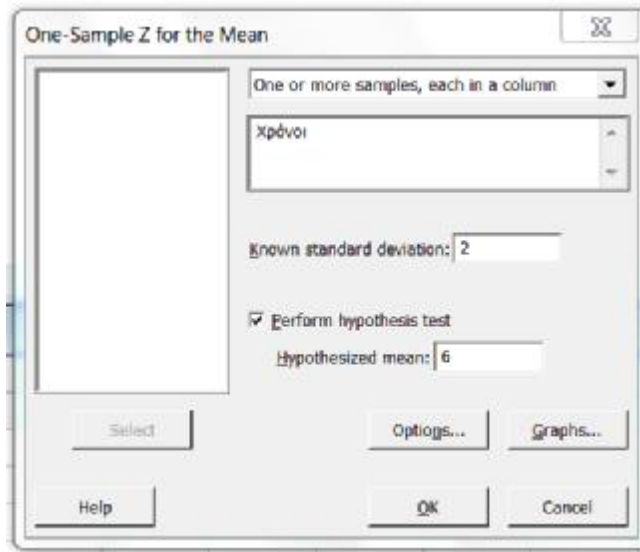 One-Sample Z for the Mean
One or more samples, each in a column
Χρόνοι
Known standard deviation: 2
Perform hypothesis test
Hypothesized mean: 6
Select
Options...
Graphs...
Help
OK
Cancel